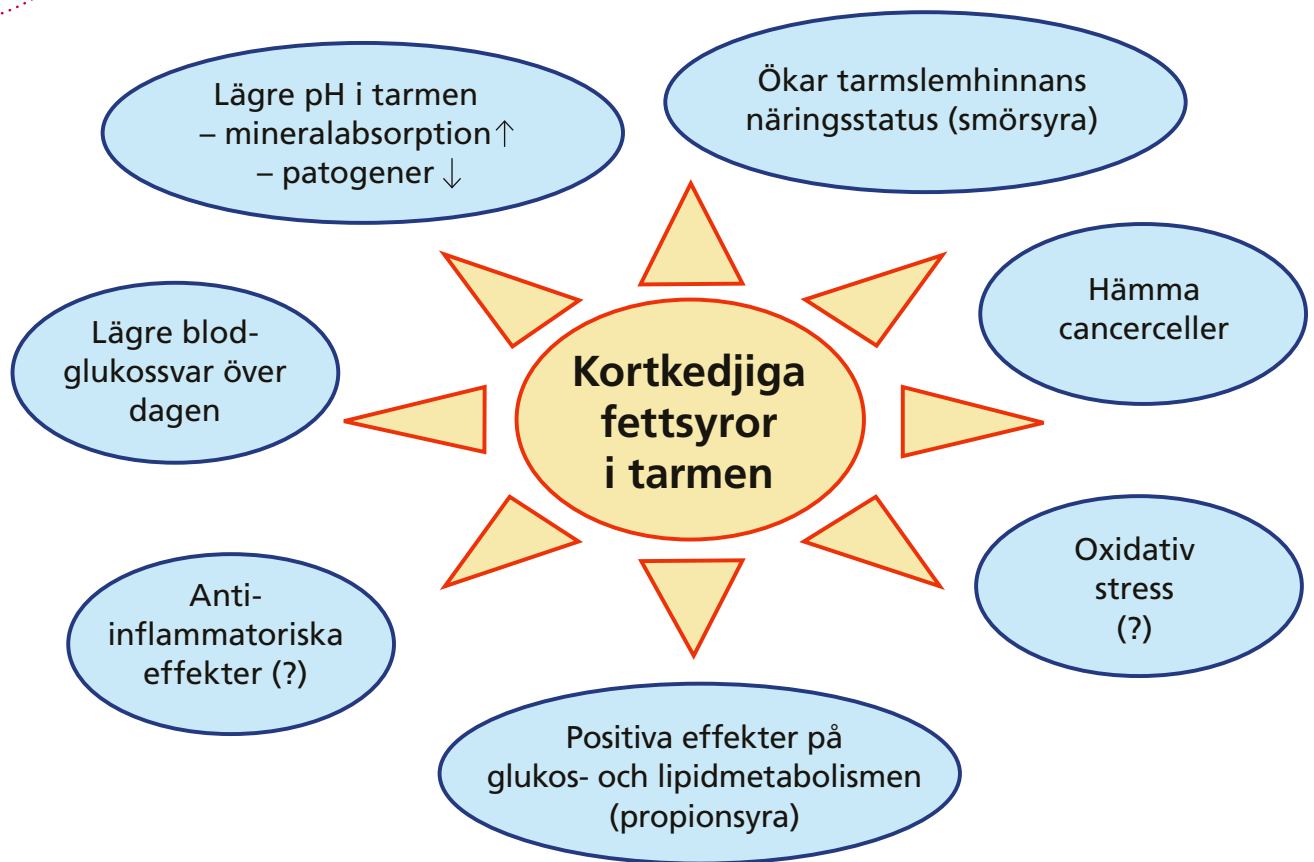 Lägre pH i tarmen
– mineralabsorption ↑
– patogener ↓
Ökar tarmslemhinnans
näringsstatus (smörsyra)
Hämma
cancerceller
Lägre blod-
glukossvar över
dagen
Kortkedjiga
fettsyror
i tarmen
Oxidativ
stress
(?)
Anti-
inflammatoriska
effekter (?)
Positiva effekter på
glukos- och lipidmetabolismen
(propionsyra)